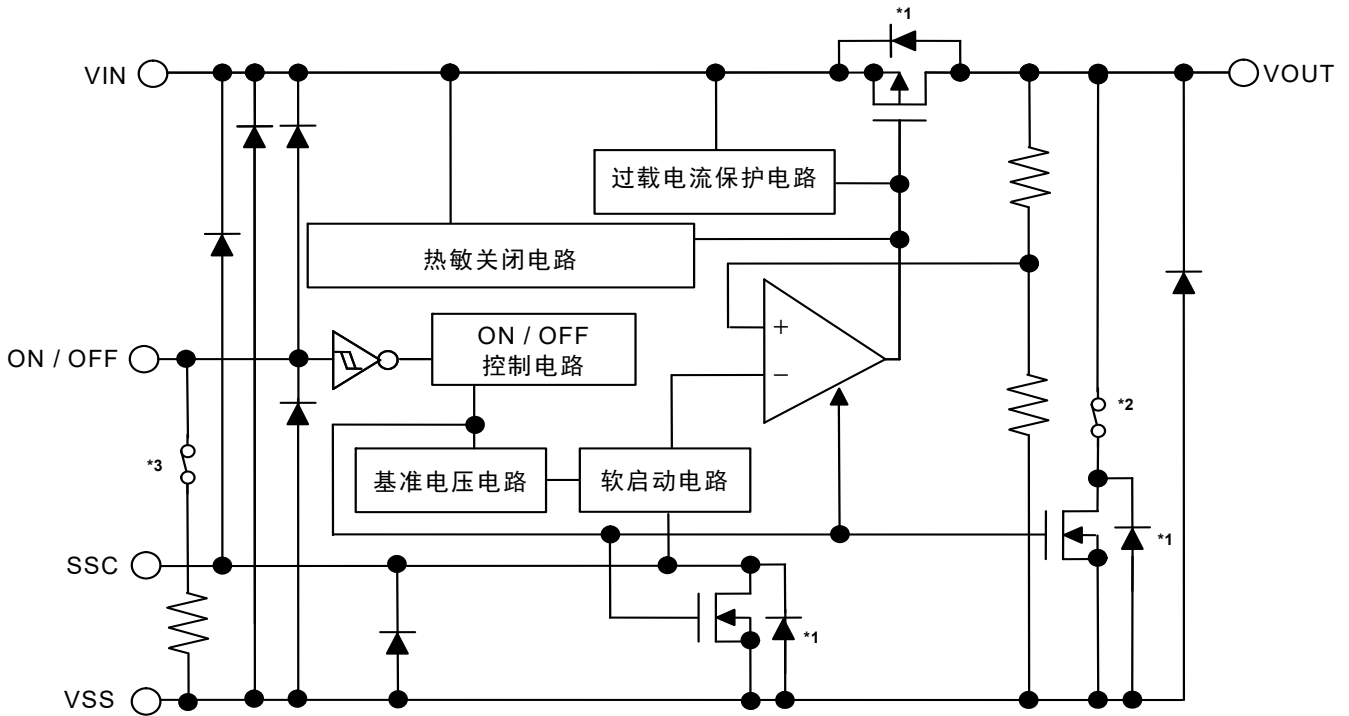 *1
VIN
VOUT
过载电流保护电路
热敏关闭电路
ON / OFF
ON / OFF
控制电路
+
−
*2
*3
基准电压电路
软启动电路
*1
SSC
*1
VSS